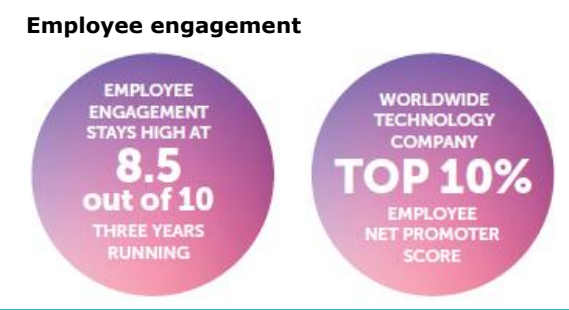 Employee engagement
EMPLOYEE
ENGAGEMENT
STAYS HIGH AT
8.5
out of 10
THREE YEARS
RUNNING
WORLDWIDE
TECHNOLOGY
COMPANY
TOP 10%
EMPLOYEE
NET PROMOTER
SCORE